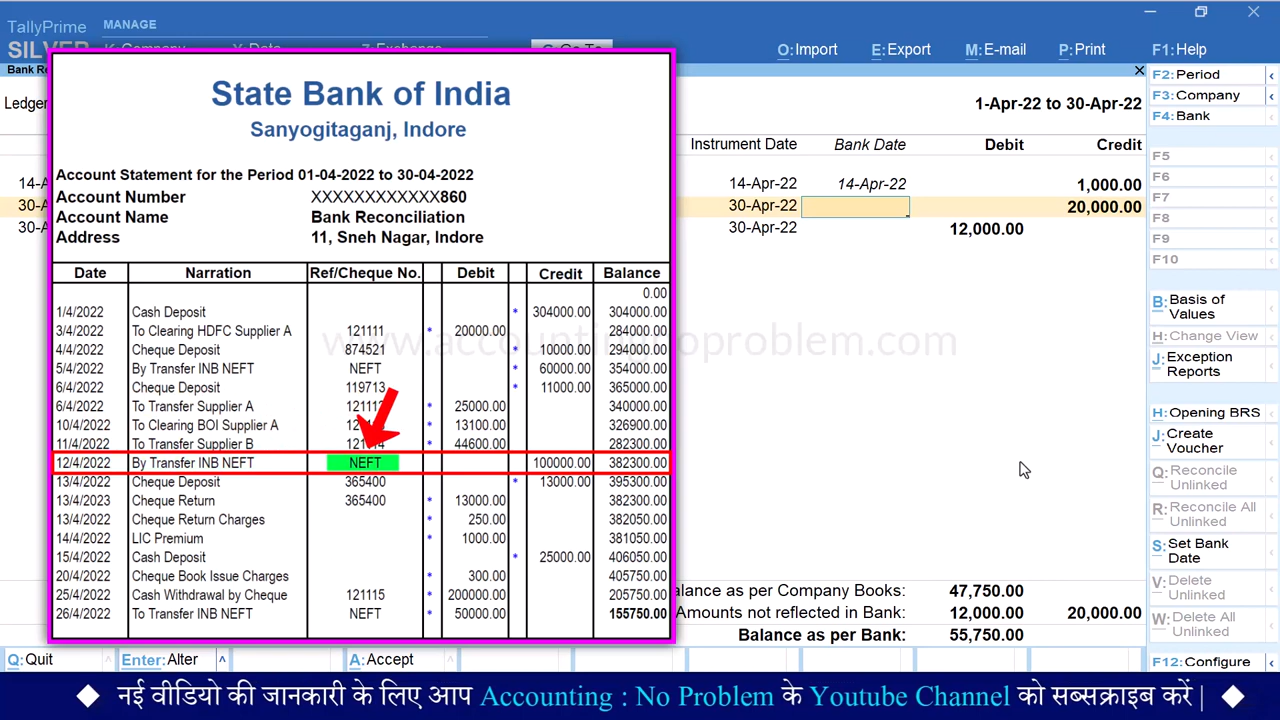 TallyPrime MANAGE
SILVER
O:Import E:Export M:E-mail P:Print F1:Help
Bank Re
Ledger 1-Apr-22 to 30-Apr-22
Instrument Date Bank Date Debit Credit
14-A 14-Apr-22 14-Apr-22 1,000.00
30-A 30-Apr-22 20,000.00
30-A 30-Apr-22 12,000.00
State Bank of India
Sanyogitaganj, Indore
Account Statement for the Period 01-04-2022 to 30-04-2022
Account Number XXXXXXXXXXXX860
Account Name Bank Reconciliation
Address 11, Sneh Nagar, Indore
Date Narration Ref/Cheque No. Debit Credit Balance
0.00
1/4/2022 Cash Deposit * 304000.00 304000.00
3/4/2022 To Clearing HDFC Supplier A 121111 * 20000.00 284000.00
4/4/2022 Cheque Deposit 874521 * 10000.00 294000.00
5/4/2022 By Transfer INB NEFT NEFT * 60000.00 354000.00
6/4/2022 Cheque Deposit 119713 * 11000.00 365000.00
6/4/2022 To Transfer Supplier A * 25000.00 340000.00
10/4/2022 To Clearing BOI Supplier A * 13100.00 326900.00
11/4/2022 To Transfer Supplier B * 44600.00 282300.00
12/4/2022 By Transfer INB NEFT NEFT 100000.00 382300.00
13/4/2022 Cheque Deposit 365400 * 13000.00 395300.00
13/4/2023 Cheque Return 365400 * 13000.00 382300.00
13/4/2022 Cheque Return Charges * 250.00 382050.00
14/4/2022 LIC Premium * 1000.00 381050.00
15/4/2022 Cash Deposit * 25000.00 406050.00
20/4/2022 Cheque Book Issue Charges * 300.00 405750.00
25/4/2022 Cash Withdrawal by Cheque 121115 * 200000.00 205750.00
26/4/2022 To Transfer INB NEFT NEFT * 50000.00 155750.00
www.accountingnoproblem.com
alance as per Company Books: 47,750.00
Amounts not reflected in Bank: 12,000.00 20,000.00
Balance as per Bank: 55,750.00
F2:Period
F3:Company
F4:Bank
F5
F6
F7
F8
F9
F10
B:Basis of
Values
H:Change View
J:Exception
Reports
H:Opening BRS
J:Create
Voucher
Q:Reconcile
Unlinked
R:Reconcile All
Unlinked
S:Set Bank
Date
V:Delete
Unlinked
W:Delete All
Unlinked
F12:Configure
Q:Quit Enter:Alter A:Accept
नई वीडियो की जानकारी के लिए आप Accounting : No Problem के Youtube Channel को सब्सक्राइब करें |